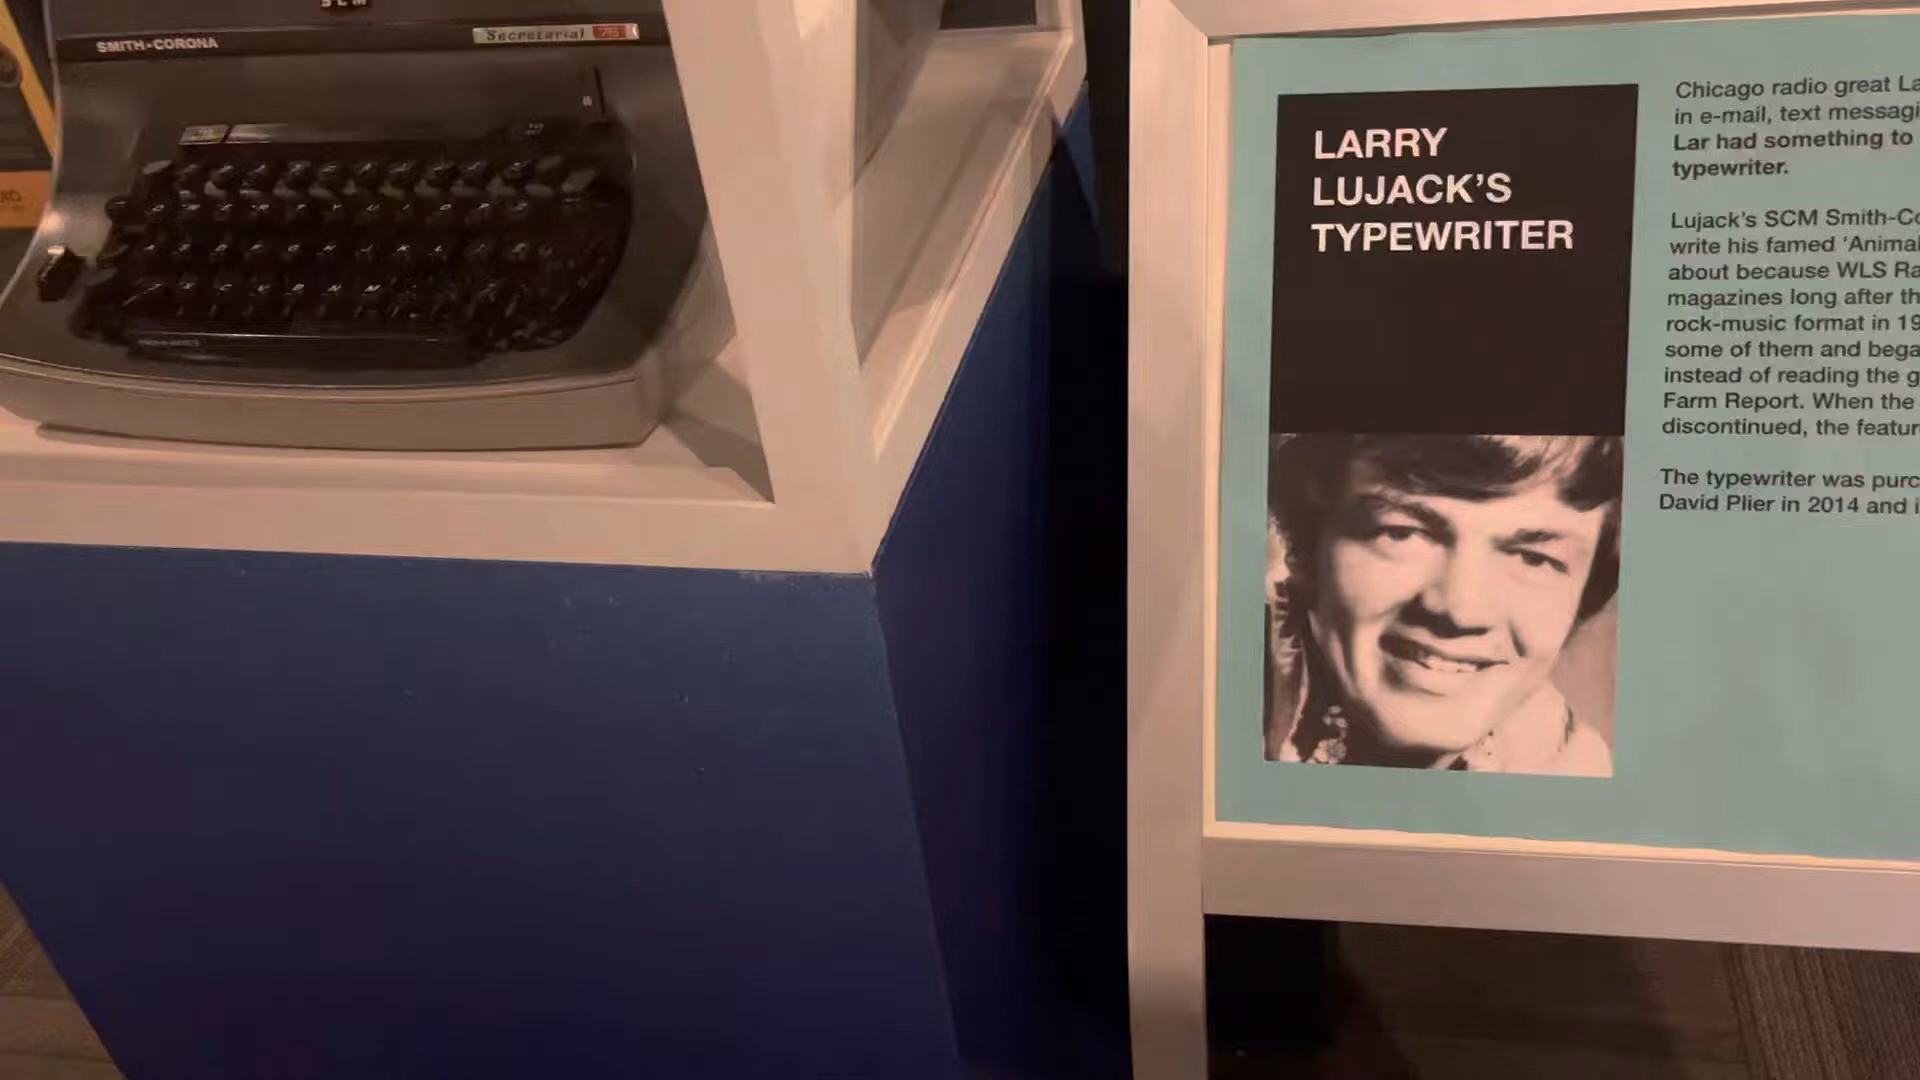 SCM
SMITH-CORONA
Secretarial 76
LARRY
LUJACK'S
TYPEWRITER
Chicago radio great La
in e-mail, text messagi
Lar had something to
typewriter.
Lujack's SCM Smith-Co
write his famed 'Animal
about because WLS Ra
magazines long after th
rock-music format in 19
some of them and bega
instead of reading the g
Farm Report. When the
discontinued, the featur
The typewriter was purc
David Plier in 2014 and i